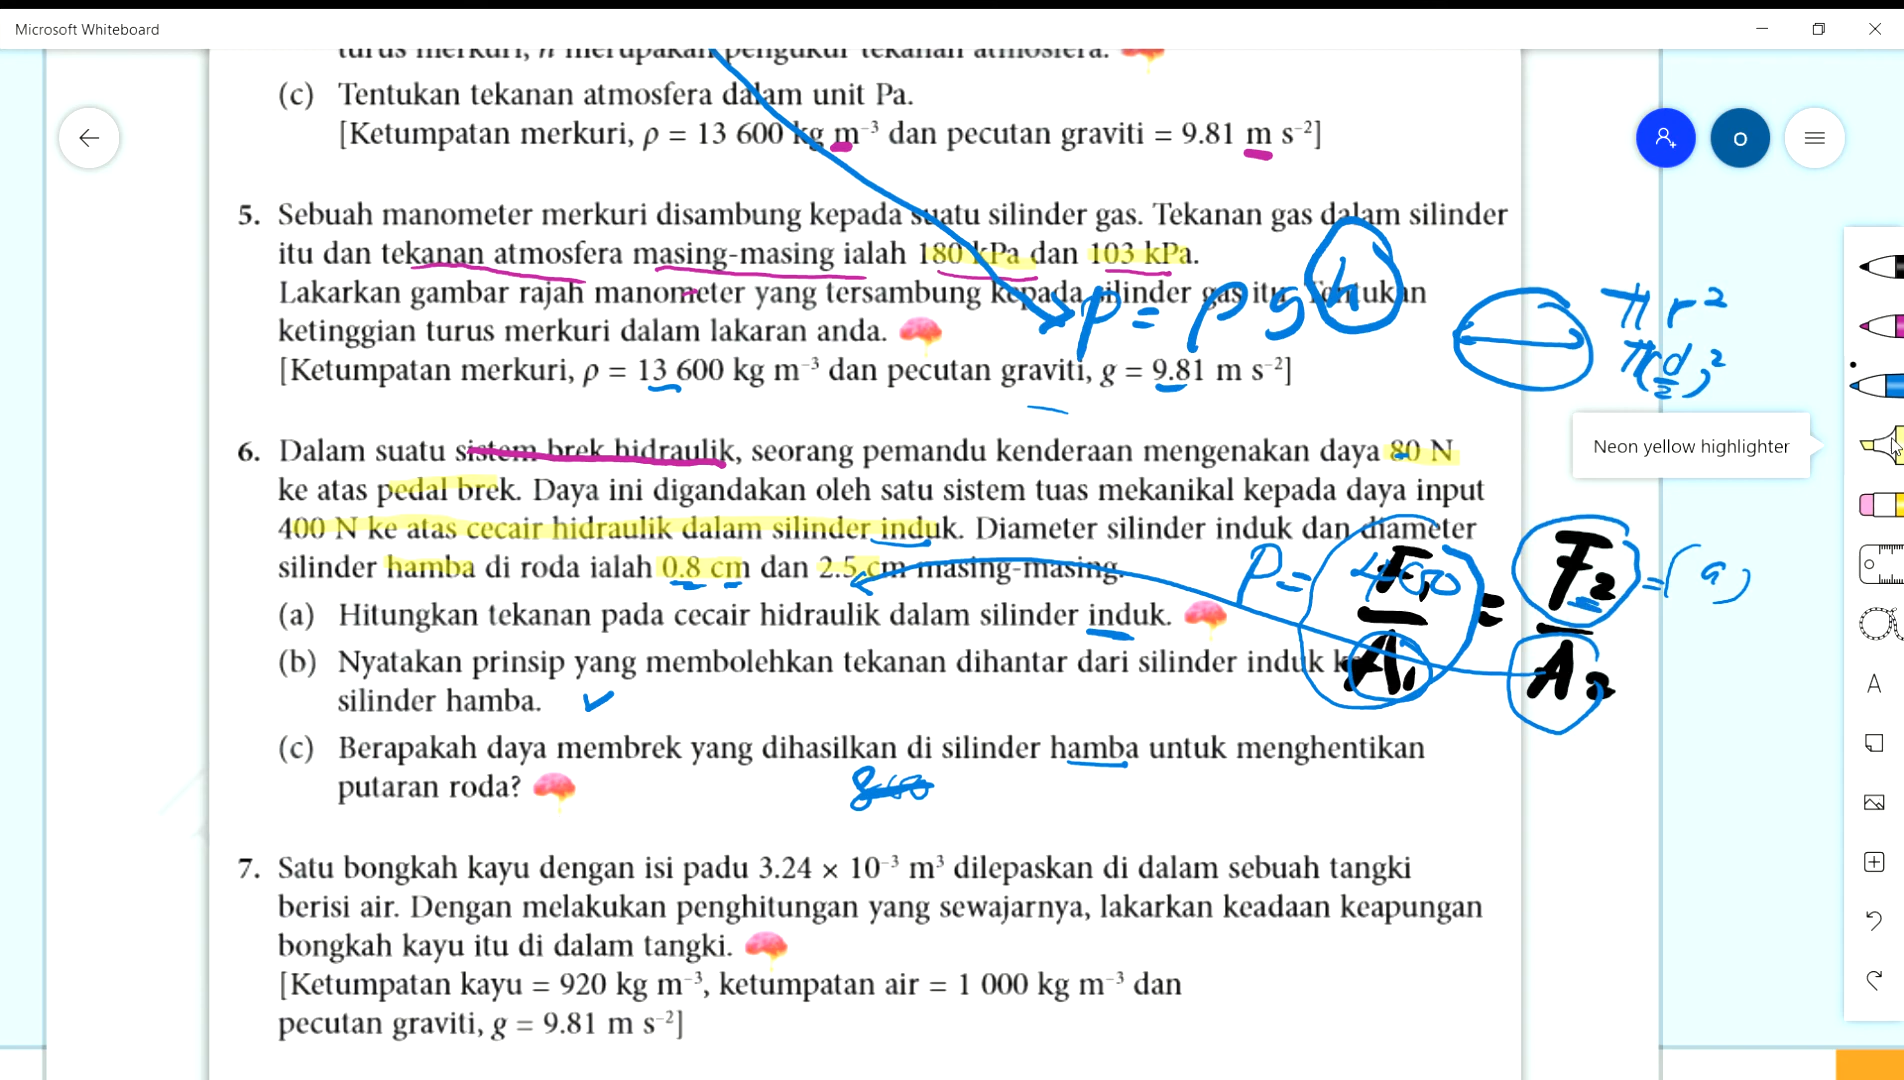 Microsoft Whiteboard
turus merkuri, h merupakan pengukur tekanan atmosfera.
(c) Tentukan tekanan atmosfera dalam unit Pa.
[Ketumpatan merkuri, ρ = 13 600 kg m⁻³ dan pecutan graviti = 9.81 m s⁻²]
O
5. Sebuah manometer merkuri disambung kepada suatu silinder gas. Tekanan gas dalam silinder
itu dan tekanan atmosfera masing-masing ialah 180 kPa dan 103 kPa.
Lakarkan gambar rajah manometer yang tersambung kepada silinder gas itu. Tentukan
ketinggian turus merkuri dalam lakaran anda.
[Ketumpatan merkuri, ρ = 13 600 kg m⁻³ dan pecutan graviti, g = 9.81 m s⁻²]
P = ρgh
πr²
π(d/2)²
Neon yellow highlighter
6. Dalam suatu sistem brek hidraulik, seorang pemandu kenderaan mengenakan daya 80 N
ke atas pedal brek. Daya ini digandakan oleh satu sistem tuas mekanikal kepada daya input
400 N ke atas cecair hidraulik dalam silinder induk. Diameter silinder induk dan diameter
silinder hamba di roda ialah 0.8 cm dan 2.5 cm masing-masing.
(a) Hitungkan tekanan pada cecair hidraulik dalam silinder induk.
(b) Nyatakan prinsip yang membolehkan tekanan dihantar dari silinder induk
silinder hamba.
P = 400/A₁ = F₂/A₂ = (a)
(c) Berapakah daya membrek yang dihasilkan di silinder hamba untuk menghentikan
putaran roda?
A
7. Satu bongkah kayu dengan isi padu 3.24 × 10⁻³ m³ dilepaskan di dalam sebuah tangki
berisi air. Dengan melakukan penghitungan yang sewajarnya, lakarkan keadaan keapungan
bongkah kayu itu di dalam tangki.
[Ketumpatan kayu = 920 kg m⁻³, ketumpatan air = 1 000 kg m⁻³ dan
pecutan graviti, g = 9.81 m s⁻²]